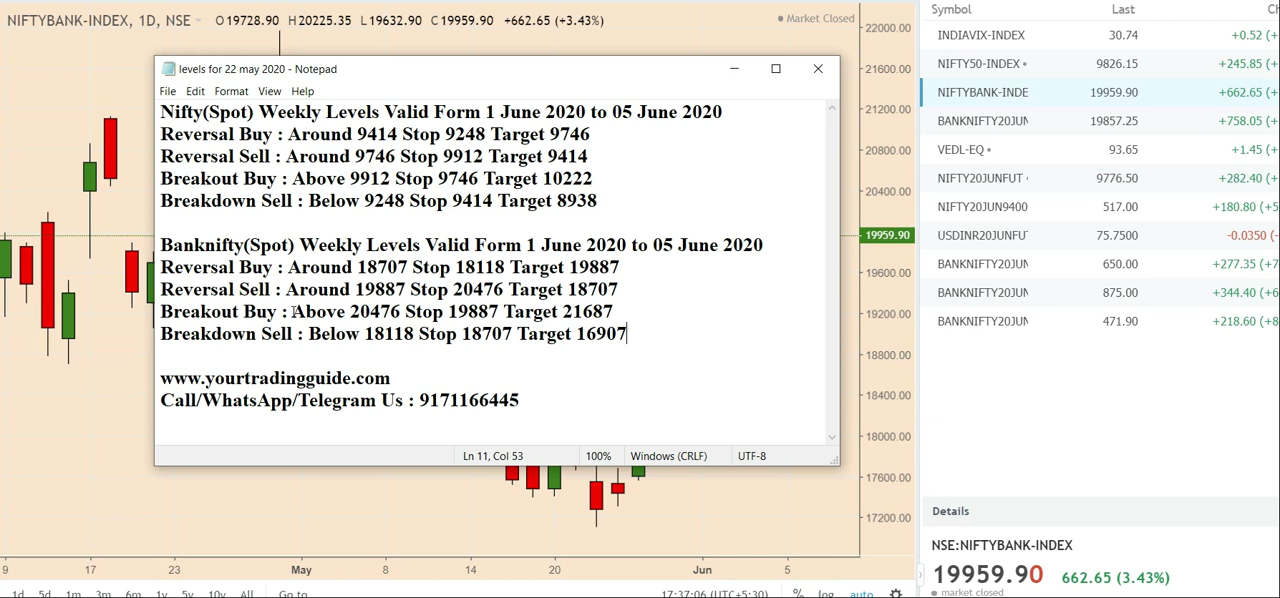 NIFTYBANK-INDEX, 1D, NSE O19728.90 H20225.35 L19632.90 C19959.90 +662.65 (+3.43%)
Market Closed
levels for 22 may 2020 - Notepad
File Edit Format View Help
Nifty(Spot) Weekly Levels Valid Form 1 June 2020 to 05 June 2020
Reversal Buy : Around 9414 Stop 9248 Target 9746
Reversal Sell : Around 9746 Stop 9912 Target 9414
Breakout Buy : Above 9912 Stop 9746 Target 10222
Breakdown Sell : Below 9248 Stop 9414 Target 8938
Banknifty(Spot) Weekly Levels Valid Form 1 June 2020 to 05 June 2020
Reversal Buy : Around 18707 Stop 18118 Target 19887
Reversal Sell : Around 19887 Stop 20476 Target 18707
Breakout Buy : Above 20476 Stop 19887 Target 21687
Breakdown Sell : Below 18118 Stop 18707 Target 16907
www.yourtradingguide.com
Call/WhatsApp/Telegram Us : 9171166445
Ln 11, Col 53 100% Windows (CRLF) UTF-8
22000.00
21600.00
21200.00
20800.00
20400.00
19959.90
19600.00
19200.00
18800.00
18400.00
18000.00
17600.00
17200.00
9 17 23 May 8 14 20 Jun 5
1d 5d 1m 3m 6m 1y 5y 10y All Go to 17:37:06 (UTC+5:30) % log auto
Symbol Last
INDIAVIX-INDEX 30.74 +0.52 (+
NIFTY50-INDEX 9826.15 +245.85 (+
NIFTYBANK-INDE 19959.90 +662.65 (+
BANKNIFTY20JUN 19857.25 +758.05 (+
VEDL-EQ 93.65 +1.45 (+
NIFTY20JUNFUT 9776.50 +282.40 (+
NIFTY20JUN9400 517.00 +180.80 (+5
USDINR20JUNFU 75.7500 -0.0350 (-
BANKNIFTY20JUN 650.00 +277.35 (+7
BANKNIFTY20JUN 875.00 +344.40 (+6
BANKNIFTY20JUN 471.90 +218.60 (+8
Details
NSE:NIFTYBANK-INDEX
19959.90 662.65 (3.43%)
market closed